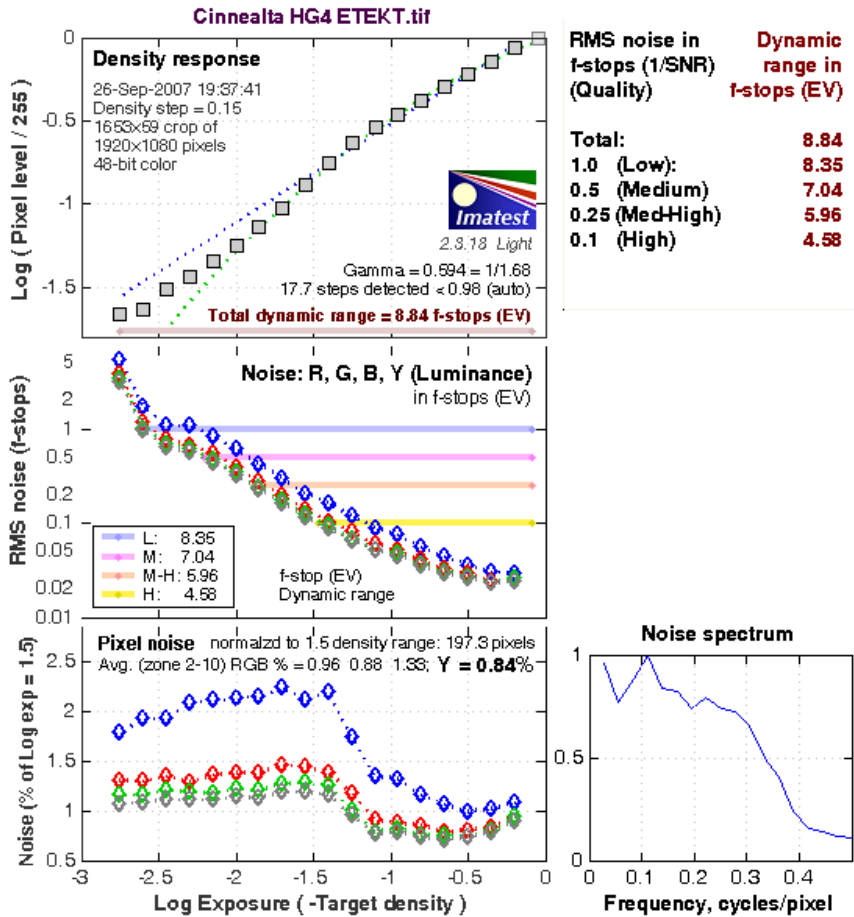 Cinnealta HG4 ETEKT.tif
Density response
26-Sep-2007 19:37:41
Density step = 0.15
1653x59 crop of
1920x1080 pixels
48-bit color
Imatest
2.3.18 Light
Gamma = 0.594 = 1/1.68
17.7 steps detected < 0.98 (auto)
Total dynamic range = 8.84 f-stops (EV)
Log ( Pixel level / 255 )
0
-0.5
-1
-1.5
RMS noise in f-stops (1/SNR) (Quality)
Dynamic range in f-stops (EV)
Total: 8.84
1.0 (Low): 8.35
0.5 (Medium) 7.04
0.25 (Med-High) 5.96
0.1 (High) 4.58
Noise: R, G, B, Y (Luminance)
in f-stops (EV)
RMS noise (f-stops)
5
2
1
0.5
0.2
0.1
0.05
0.02
0.01
L: 8.35
M: 7.04
M-H: 5.96
H: 4.58
f-stop (EV)
Dynamic range
Pixel noise normalzd to 1.5 density range: 197.3 pixels
Avg. (zone 2-10) RGB % = 0.96 0.88 1.33; Y = 0.84%
Noise (% of Log exp = 1.5)
2.5
2
1.5
1
0.5
-3 -2.5 -2 -1.5 -1 -0.5 0
Log Exposure ( -Target density )
Noise spectrum
1
0.5
0
0 0.2 0.4
Frequency, cycles/pixel